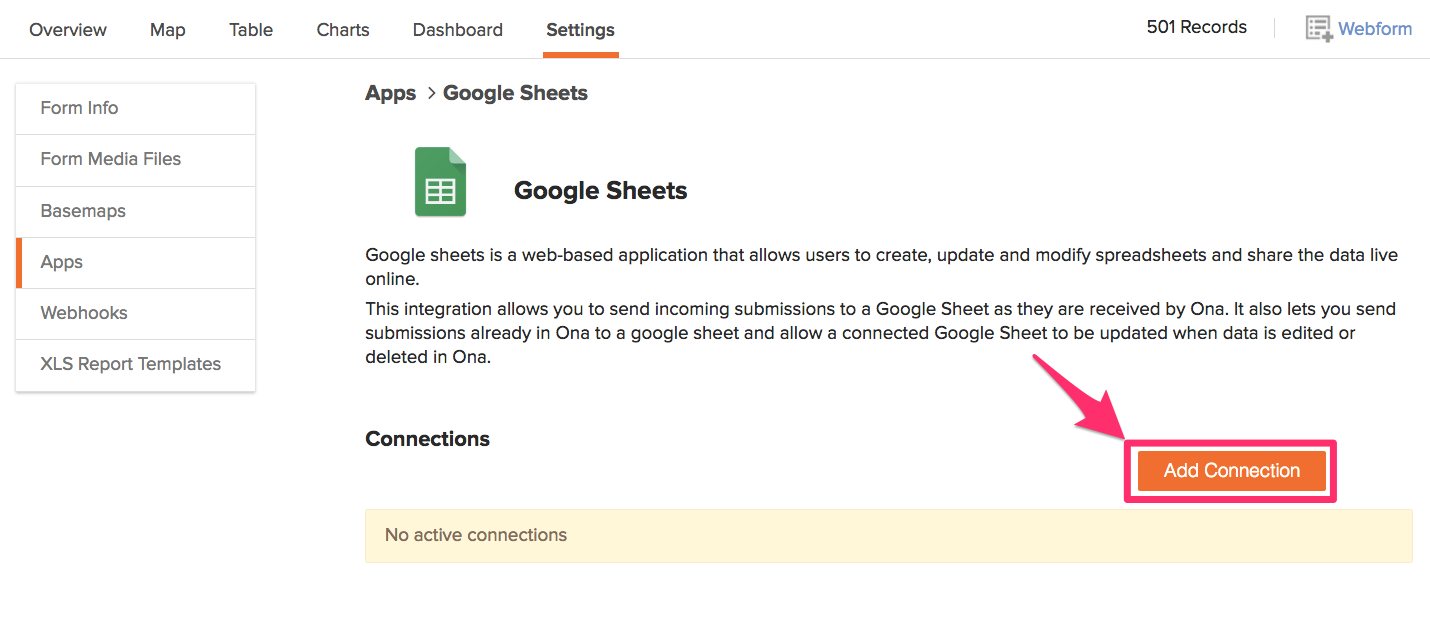 Overview Map Table Charts Dashboard Settings 501 Records Webform
Form Info
Form Media Files
Basemaps
Apps
Webhooks
XLS Report Templates
Apps > Google Sheets
Google Sheets
Google sheets is a web-based application that allows users to create, update and modify spreadsheets and share the data live
online.
This integration allows you to send incoming submissions to a Google Sheet as they are received by Ona. It also lets you send
submissions already in Ona to a google sheet and allow a connected Google Sheet to be updated when data is edited or
deleted in Ona.
Connections
Add Connection
No active connections